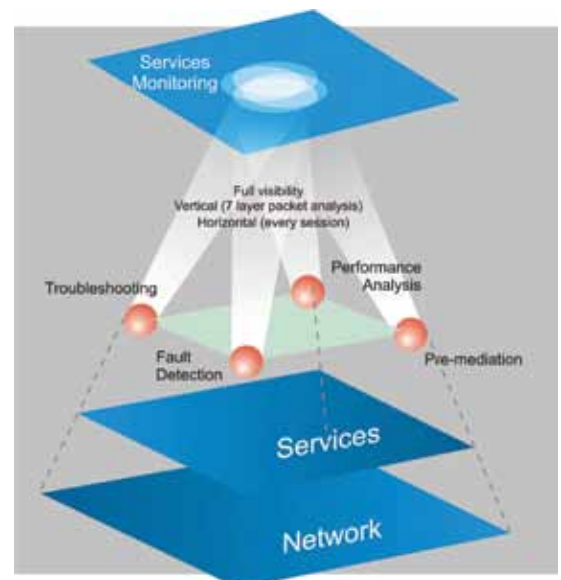 Services
Monitoring
Full visibility
Vertical (7 layer packet analysis)
Horizontal (every session)
Troubleshooting
Performance
Analysis
Fault
Detection
Pre-mediation
Services
Network